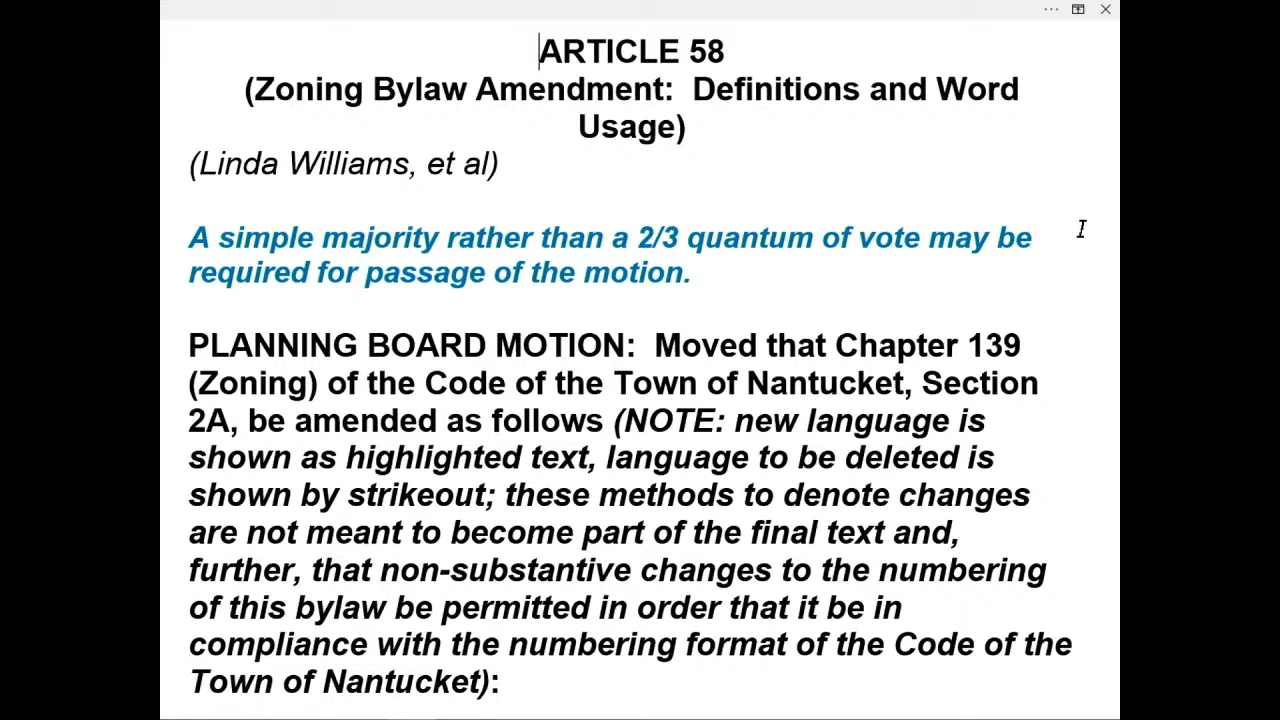 ARTICLE 58
(Zoning Bylaw Amendment:  Definitions and Word
Usage)
(Linda Williams, et al)
A simple majority rather than a 2/3 quantum of vote may be
required for passage of the motion.
PLANNING BOARD MOTION:  Moved that Chapter 139
(Zoning) of the Code of the Town of Nantucket, Section
2A, be amended as follows (NOTE: new language is
shown as highlighted text, language to be deleted is
shown by strikeout; these methods to denote changes
are not meant to become part of the final text and,
further, that non-substantive changes to the numbering
of this bylaw be permitted in order that it be in
compliance with the numbering format of the Code of the
Town of Nantucket):